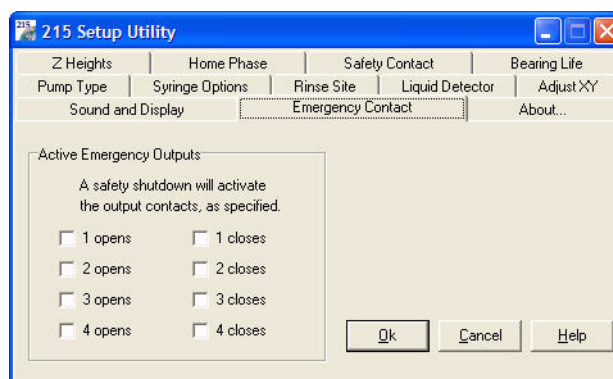 215
215 Setup Utility
Z Heights Home Phase Safety Contact Bearing Life
Pump Type Syringe Options Rinse Site Liquid Detector Adjust XY
Sound and Display Emergency Contact About...
Active Emergency Outputs
A safety shutdown will activate
the output contacts, as specified.
1 opens 1 closes
2 opens 2 closes
3 opens 3 closes
4 opens 4 closes
Ok Cancel Help